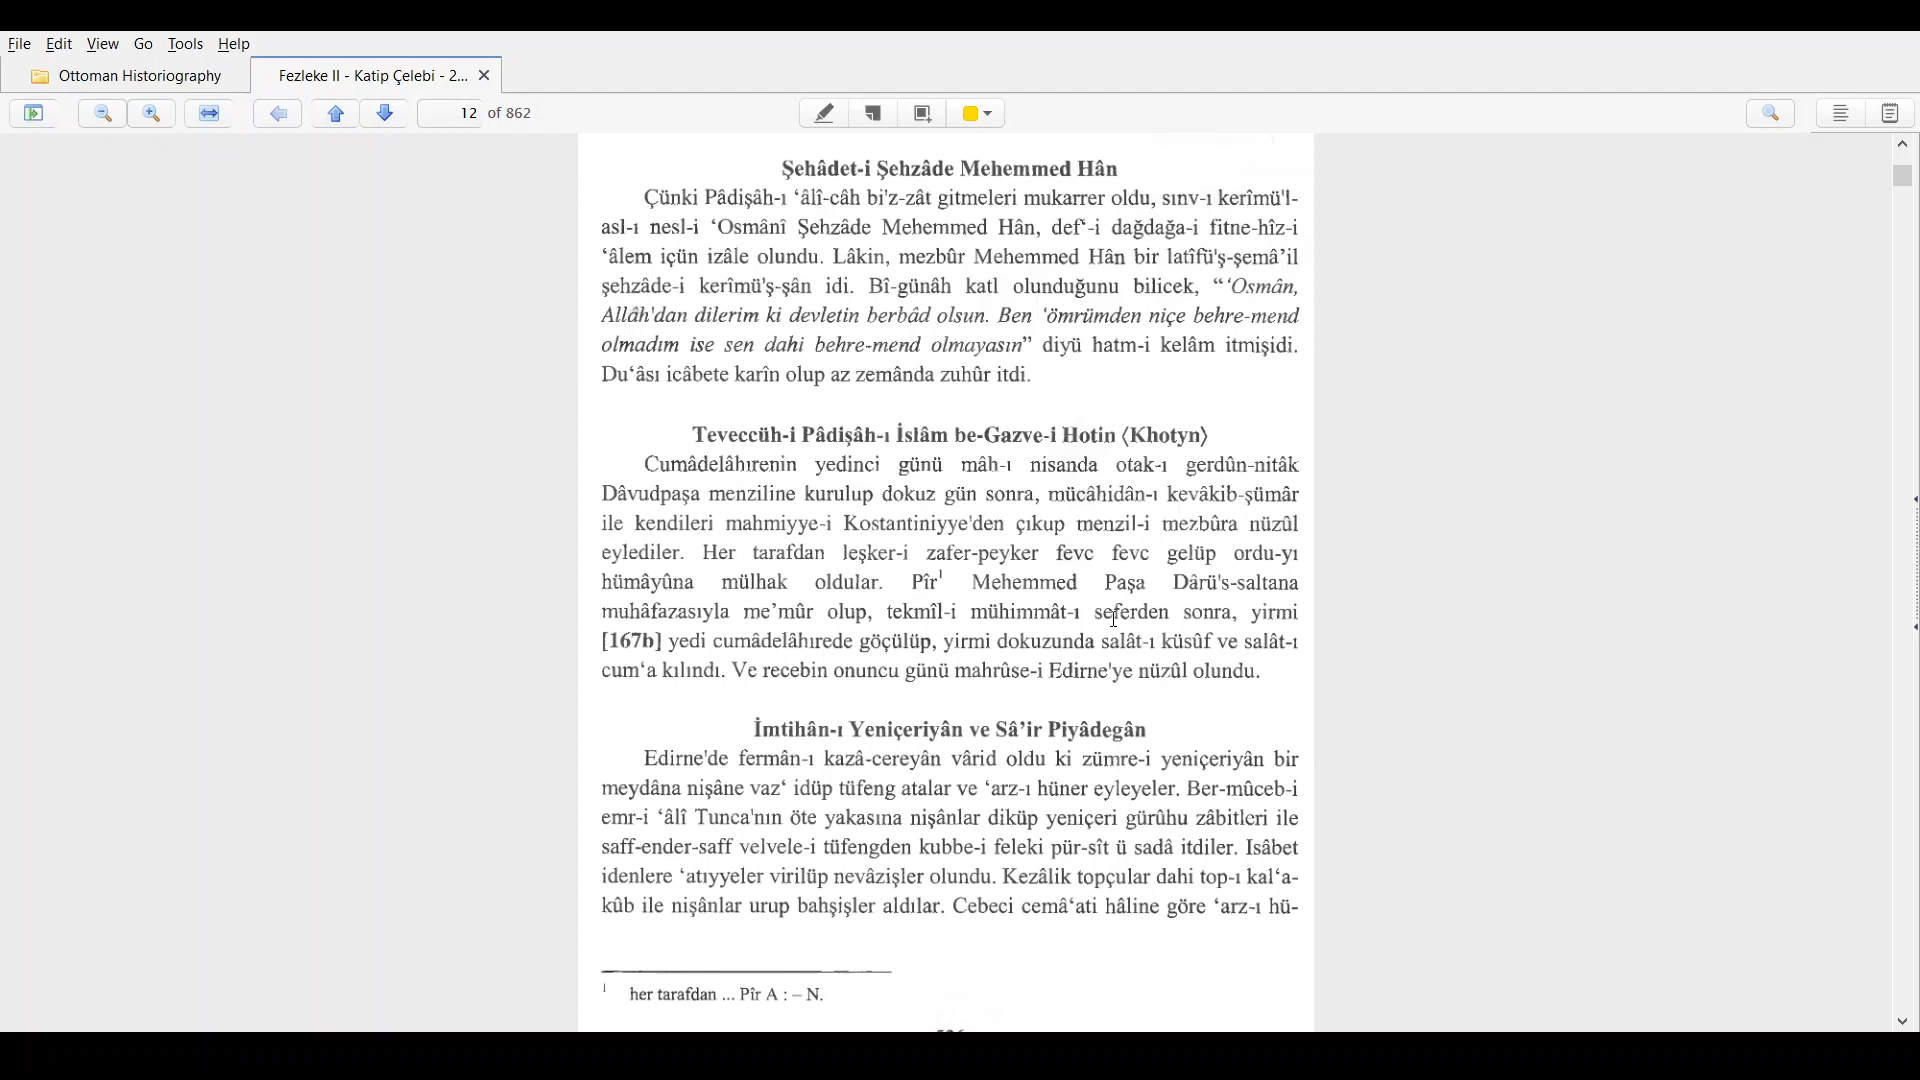 File Edit View Go Tools Help
Ottoman Historiography
Fezleke II - Katip Çelebi - 2...
12 of 862
Şehâdet-i Şehzâde Mehemmed Hân
Çünki Pâdişâh-ı ‘âlî-câh bi'z-zât gitmeleri mukarrer oldu, sınv-ı kerîmü'l-
asl-ı nesl-i ‘Osmânî Şehzâde Mehemmed Hân, def‘-i dağdağa-i fitne-hîz-i
‘âlem içün izâle olundu. Lâkin, mezbûr Mehemmed Hân bir latîfü'ş-şemâ’il
şehzâde-i kerîmü'ş-şân idi. Bî-günâh katl olunduğunu bilicek, “‘Osmân,
Allâh'dan dilerim ki devletin berbâd olsun. Ben ‘ömrümden niçe behre-mend
olmadım ise sen dahi behre-mend olmayasın” diyü hatm-i kelâm itmişidi.
Du‘âsı icâbete karîn olup az zemânda zuhûr itdi.
Teveccüh-i Pâdişâh-ı İslâm be-Gazve-i Hotin ⟨Khotyn⟩
Cumâdelâhırenin yedinci günü mâh-ı nisanda otak-ı gerdûn-nitâk
Dâvudpaşa menziline kurulup dokuz gün sonra, mücâhidân-ı kevâkib-şümâr
ile kendileri mahmiyye-i Kostantiniyye'den çıkup menzil-i mezbûra nüzûl
eylediler. Her tarafdan leşker-i zafer-peyker fevc fevc gelüp ordu-yı
hümâyûna mülhak oldular. Pîr1 Mehemmed Paşa Dârü's-saltana
muhâfazasıyla me’mûr olup, tekmîl-i mühimmât-ı seferden sonra, yirmi
[167b] yedi cumâdelâhırede göçülüp, yirmi dokuzunda salât-ı küsûf ve salât-ı
cum‘a kılındı. Ve recebin onuncu günü mahrûse-i Edirne'ye nüzûl olundu.
İmtihân-ı Yeniçeriyân ve Sâ’ir Piyâdegân
Edirne'de fermân-ı kazâ-cereyân vârid oldu ki zümre-i yeniçeriyân bir
meydâna nişâne vaz‘ idüp tüfeng atalar ve ‘arz-ı hüner eyleyeler. Ber-mûceb-i
emr-i ‘âlî Tunca'nın öte yakasına nişânlar diküp yeniçeri gürûhu zâbitleri ile
saff-ender-saff velvele-i tüfengden kubbe-i feleki pür-sît ü sadâ itdiler. Isâbet
idenlere ‘atıyyeler virilüp nevâzişler olundu. Kezâlik topçular dahi top-ı kal‘a-
kûb ile nişânlar urup bahşişler aldılar. Cebeci cemâ‘ati hâline göre ‘arz-ı hü-
1 her tarafdan ... Pîr A : – N.